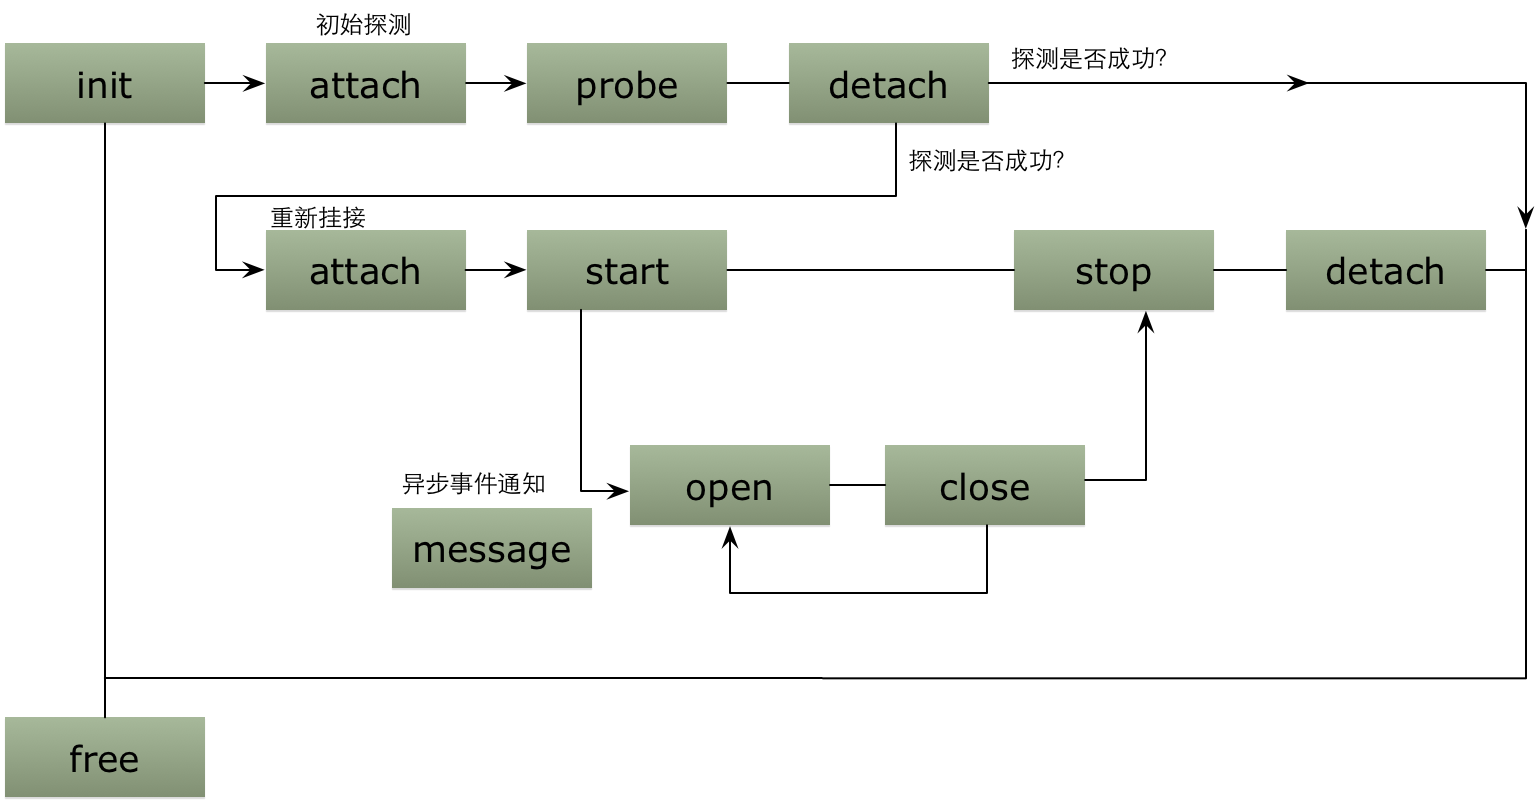 初始探测
init
attach
probe
detach
探测是否成功?
探测是否成功?
重新挂接
attach
start
stop
detach
异步事件通知
open
close
message
free